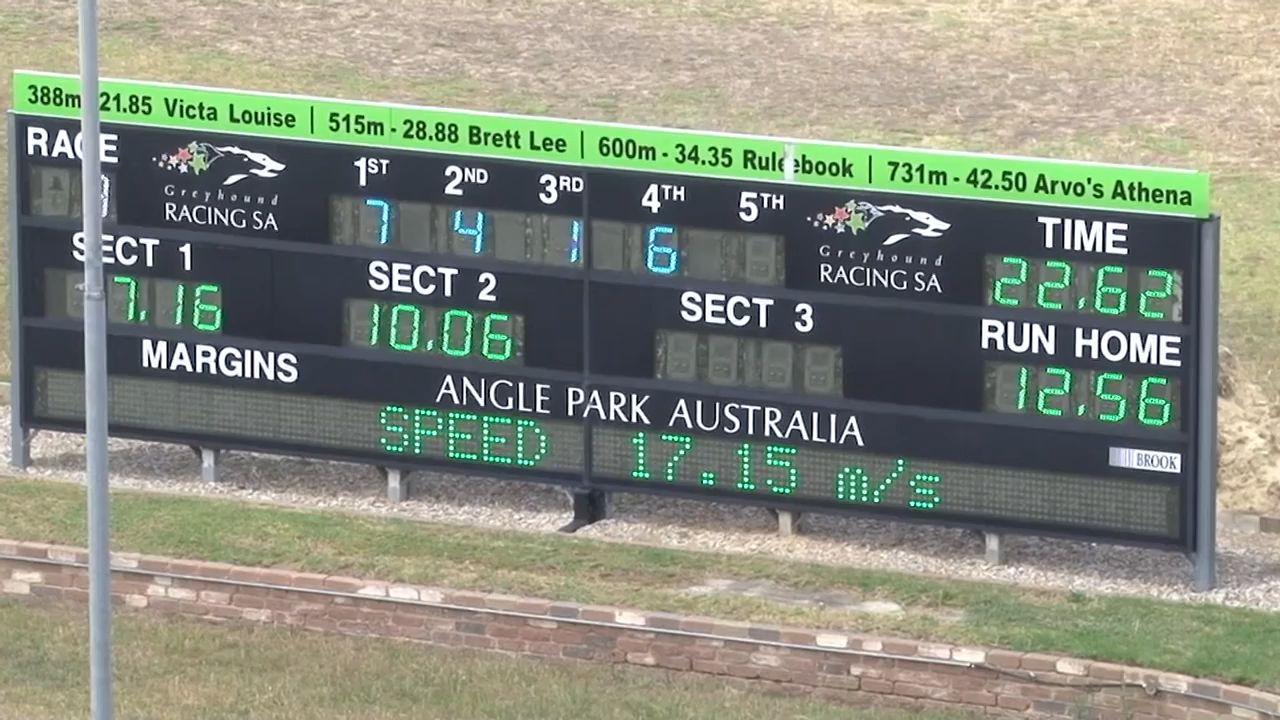 388m - 21.85 Victa Louise | 515m - 28.88 Brett Lee | 600m - 34.35 Rulebook | 731m - 42.50 Arvo's Athena
RACE
Greyhound
RACING SA
1ST 2ND 3RD 4TH 5TH
7 4 1 6
Greyhound
RACING SA
TIME
22.62
SECT 1
7.16
SECT 2
10.06
SECT 3
RUN HOME
12.56
MARGINS
ANGLE PARK AUSTRALIA
SPEED 17.15 m/s
BROOK